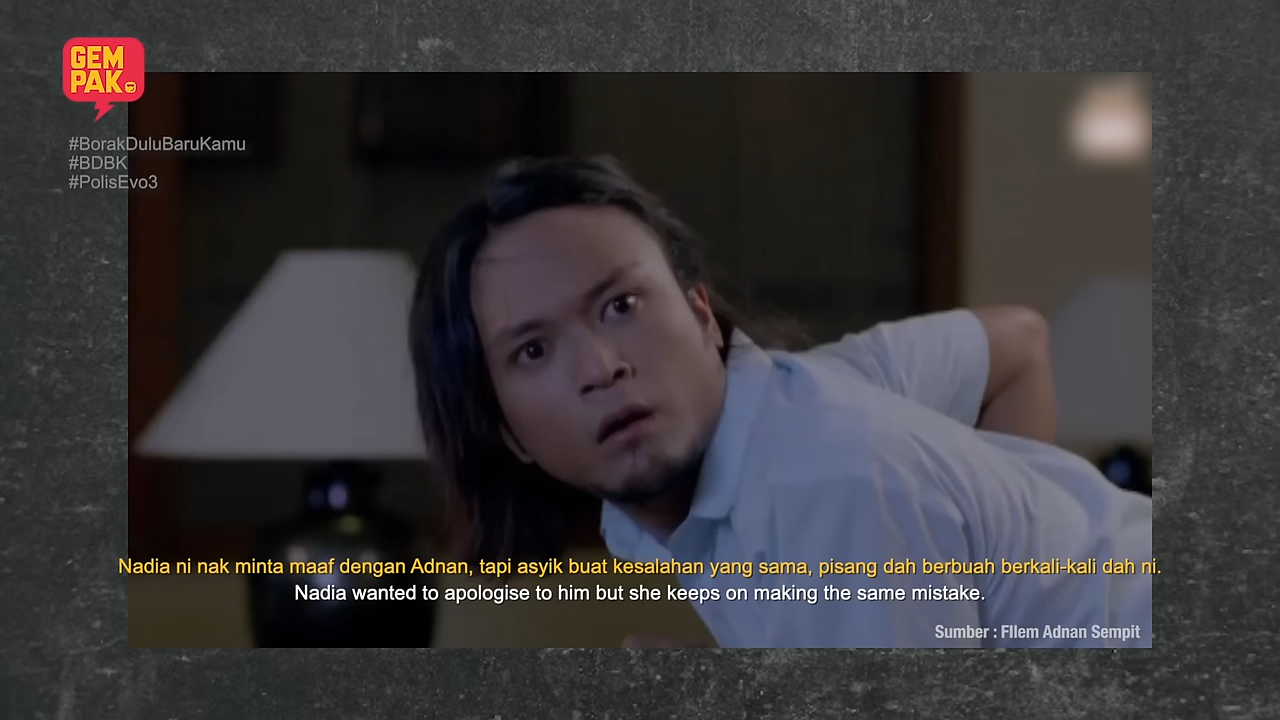 GEM
PAK
#BorakDuluBaruKamu
#BDBK
#PolisEvo3
Nadia ni nak minta maaf dengan Adnan, tapi asyik buat kesalahan yang sama, pisang dah berbuah berkali-kali dah ni.
Nadia wanted to apologise to him but she keeps on making the same mistake.
Sumber : FIlem Adnan Sempit